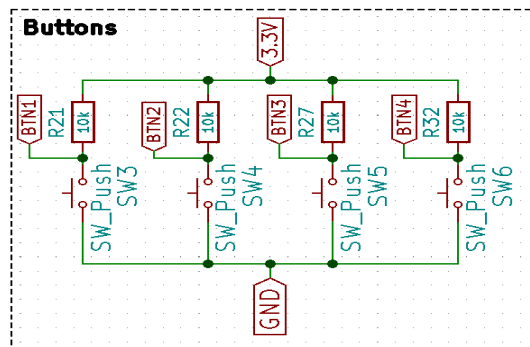 Buttons
3.3V
BTN1
R21
10k
BTN2
R22
10k
BTN3
R27
10k
BTN4
R32
10k
SW_Push
SW3
SW_Push
SW4
SW_Push
SW5
SW_Push
SW6
GND